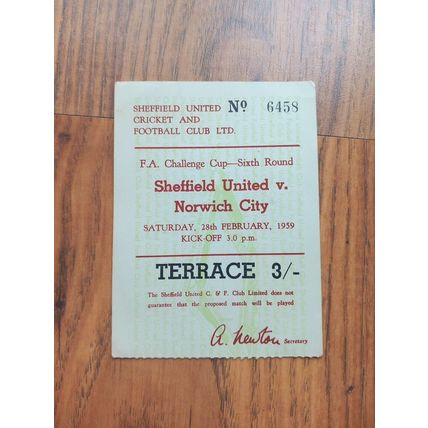 SHEFFIELD UNITED Nº 6458
CRICKET AND
FOOTBALL CLUB LTD.
F.A. Challenge Cup—Sixth Round
Sheffield United v.
Norwich City
SATURDAY, 28th FEBRUARY, 1959
KICK-OFF 3.0 p.m.
TERRACE 3/-
The Sheffield United C. & F. Club Limited does not
guarantee that the proposed match will be played
A. Newton Secretary